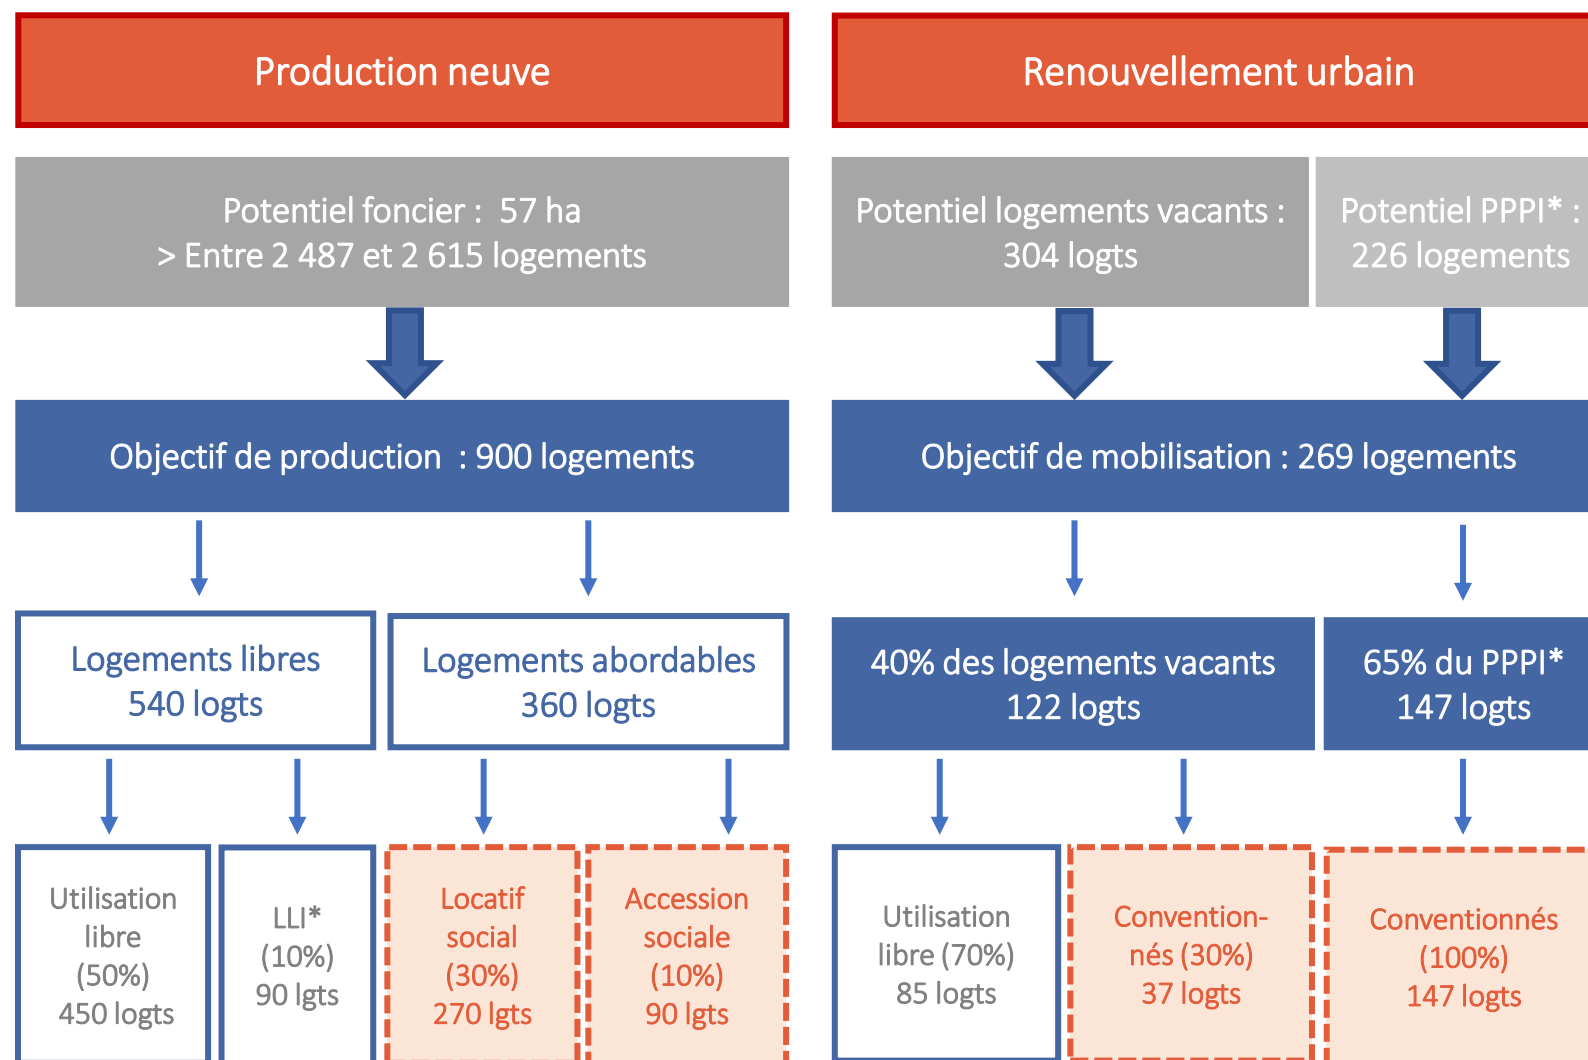 Production neuve
Renouvellement urbain
Potentiel foncier : 57 ha
> Entre 2 487 et 2 615 logements
Potentiel logements vacants :
304 logts
Potentiel PPPI* :
226 logements
Objectif de production : 900 logements
Objectif de mobilisation : 269 logements
Logements libres
540 logts
Logements abordables
360 logts
40% des logements vacants
122 logts
65% du PPPI*
147 logts
Utilisation
libre
(50%)
450 logts
LLI*
(10%)
90 lgts
Locatif
social
(30%)
270 lgts
Accession
sociale
(10%)
90 lgts
Utilisation
libre (70%)
85 logts
Convention-
nés (30%)
37 logts
Conventionnés
(100%)
147 logts